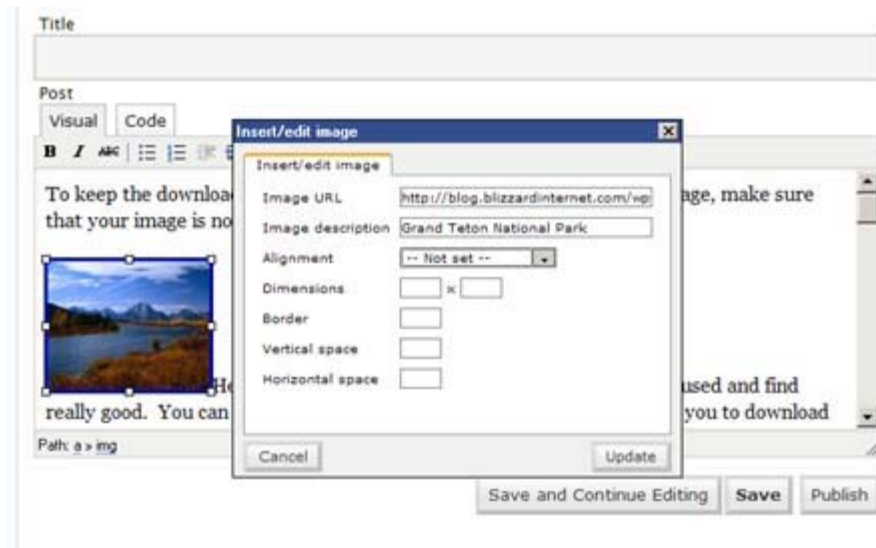 Title
Post
Visual Code
B I ABC
To keep the downloa
age, make sure
that your image is no
He
used and find
really good. You can
you to download
Path: a » img
Insert/edit image
Insert/edit image
Image URL http://blog.blizzardinternet.com/wp
Image description Grand Teton National Park
Alignment -- Not set --
Dimensions x
Border
Vertical space
Horizontal space
Cancel Update
Save and Continue Editing Save Publish